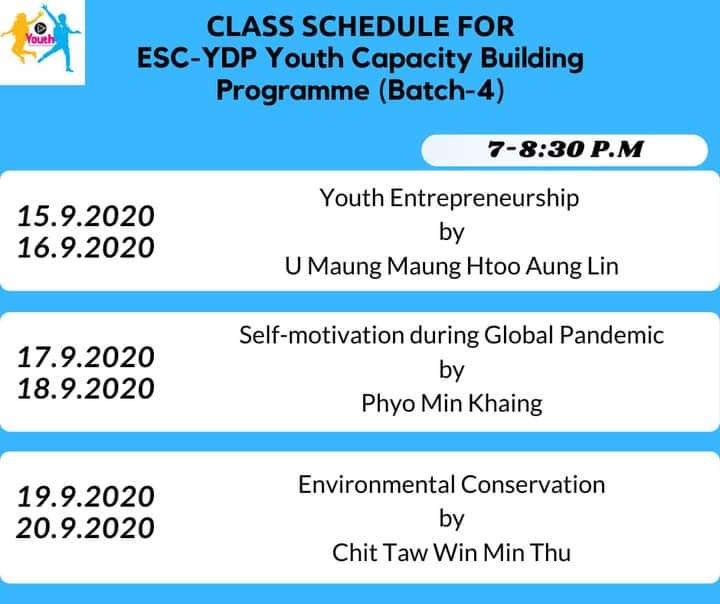 Youth
CLASS SCHEDULE FOR
ESC-YDP Youth Capacity Building
Programme (Batch-4)
7-8:30 P.M
15.9.2020
16.9.2020
Youth Entrepreneurship
by
U Maung Maung Htoo Aung Lin
17.9.2020
18.9.2020
Self-motivation during Global Pandemic
by
Phyo Min Khaing
19.9.2020
20.9.2020
Environmental Conservation
by
Chit Taw Win Min Thu